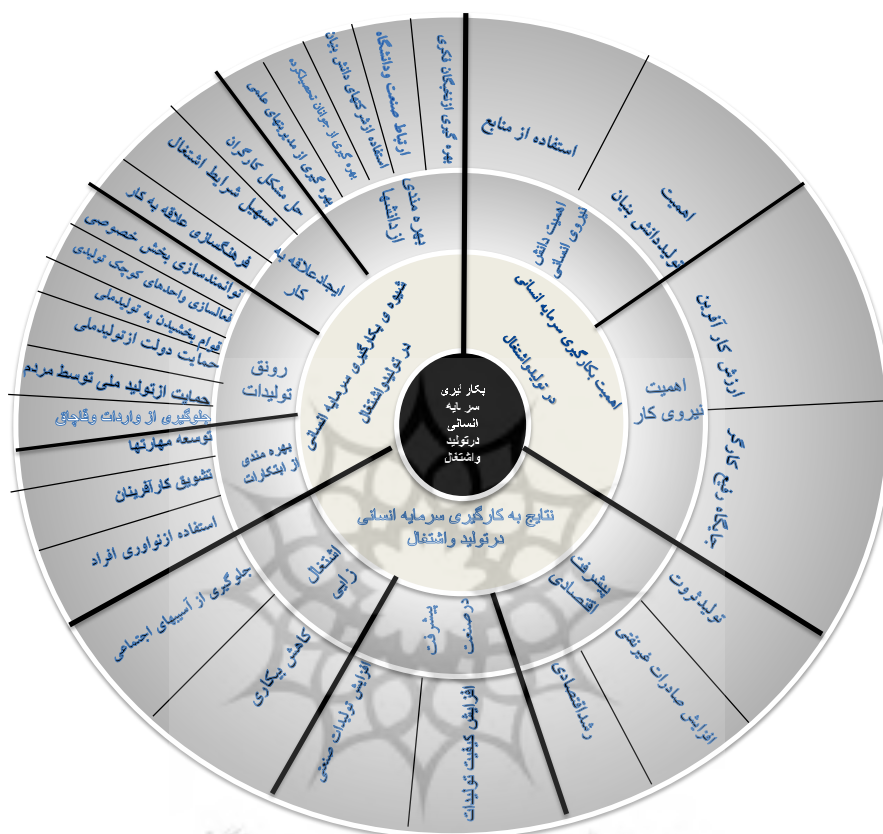 بکار لیری
سر مایه
انسانی
درتولید
واشتغال
اهمیت بکارگیری سرمایه انسانی
در تولیدواشتغال
اهمیت دانش
نیروی انسانی
استفاده از منابع
اهمیت
تولیددانش بنیان
اهمیت
نیروی کار
ارزش کار آفرین
جایگاه رفیع کارگر
نتایج به کارگیری سرمایه انسانی
درتولید واشتغال
پیشرفت
اقتصادی
تولیدثروت
افزایش صادرات غیرنفتی
رشداقتصادی
پیشرفت
درصنعت
افزایش کیفیت تولیدات
افزایش تولیدات صنعتی
اشتغال
زایی
کاهش بیکاری
جلوگیری از آسیبهای اجتماعی
شیوه ی بکارگیری سرمایه انسانی
در تولیدواشتغال
بهره مندی
از ابتکارات
استفاده ازنوآوری افراد
تشویق کارآفرینان
توسعه مهارتها
رونق
تولیدات
جلوگیری از واردات وقاچاق
حمایت ازتولید ملی توسط مردم
حمایت دولت ازتولیدملی
قوام بخشیدن به تولیدملی
فعالسازی واحدهای کوچک تولیدی
توانمندسازی بخش خصوصی
ایجادعلاقه به
کار
فرهنگسازی علاقه به کار
تسهیل شرایط اشتغال
حل مشکل کارگران
بهره مندی
ازدانشها
بهره گیری از مدیریتهای علمی
بهره گیری از جوانان تحصیلکرده
استفاده ازشرکتهای دانش بنیان
ارتباط صنعت ودانشگاه
بهره گیری ازنخبگان فکری